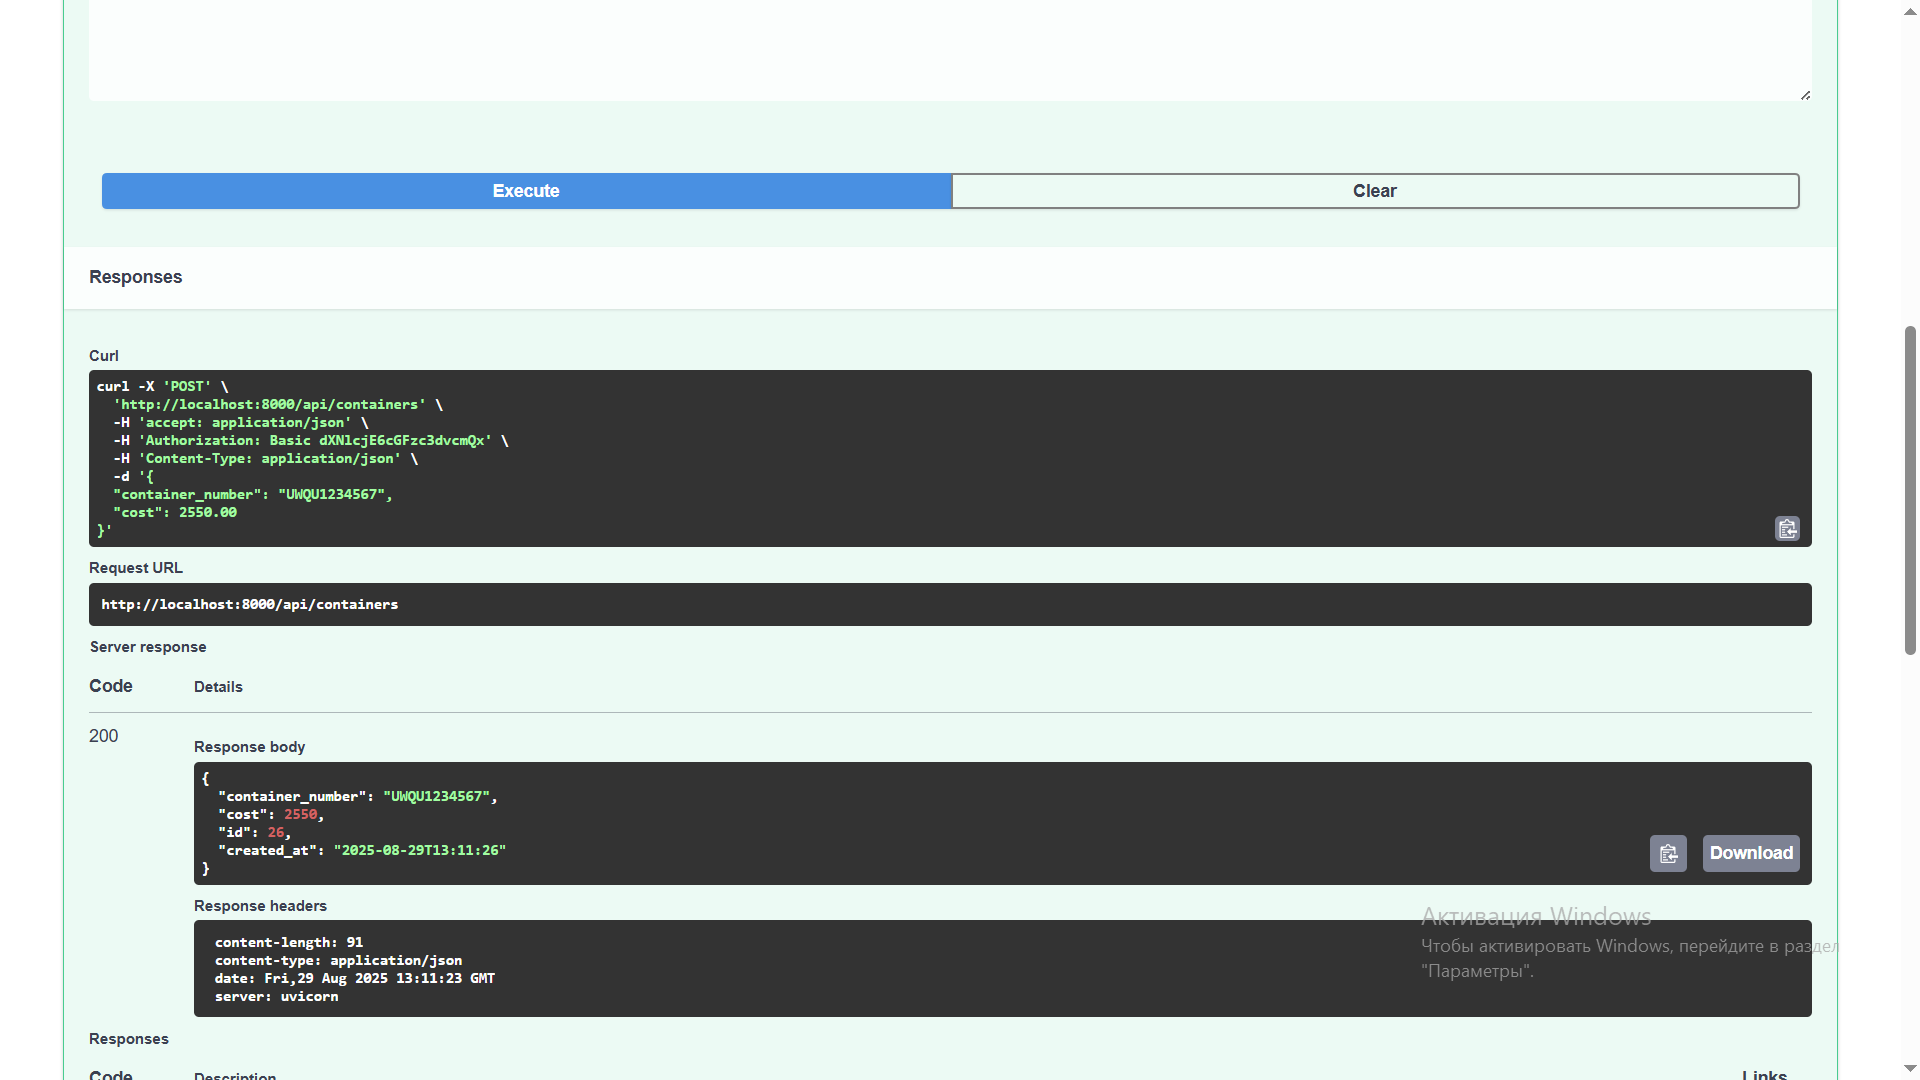 Execute
Clear
Responses
Curl
curl -X 'POST' \
'http://localhost:8000/api/containers' \
-H 'accept: application/json' \
-H 'Authorization: Basic dXNlcjE6cGFzc3dvcmQx' \
-H 'Content-Type: application/json' \
-d '{
"container_number": "UWQU1234567",
"cost": 2550.00
}'
Request URL
http://localhost:8000/api/containers
Server response
Code Details
200
Response body
{
"container_number": "UWQU1234567",
"cost": 2550,
"id": 26,
"created_at": "2025-08-29T13:11:26"
}
Download
Response headers
content-length: 91
content-type: application/json
date: Fri,29 Aug 2025 13:11:23 GMT
server: uvicorn
Активация Windows
Чтобы активировать Windows, перейдите в раздел
"Параметры".
Responses
Code Description Links